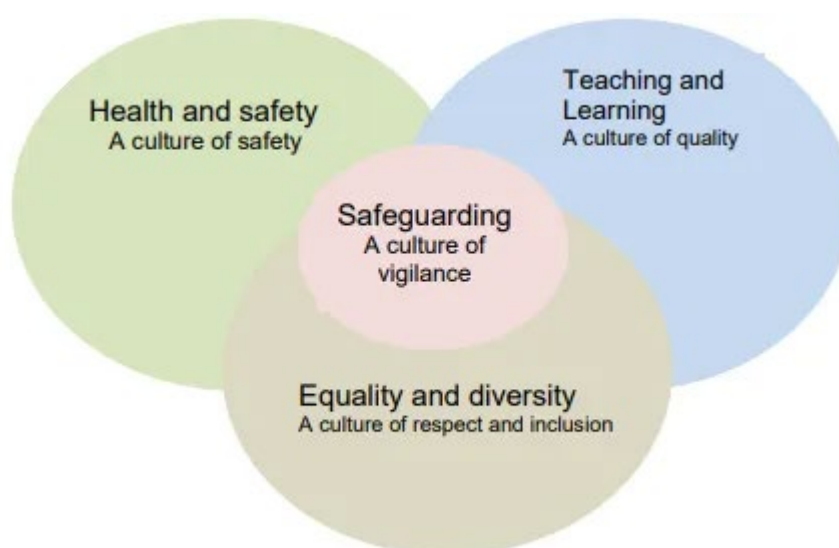 Health and safety
A culture of safety
Teaching and
Learning
A culture of quality
Safeguarding
A culture of
vigilance
Equality and diversity
A culture of respect and inclusion